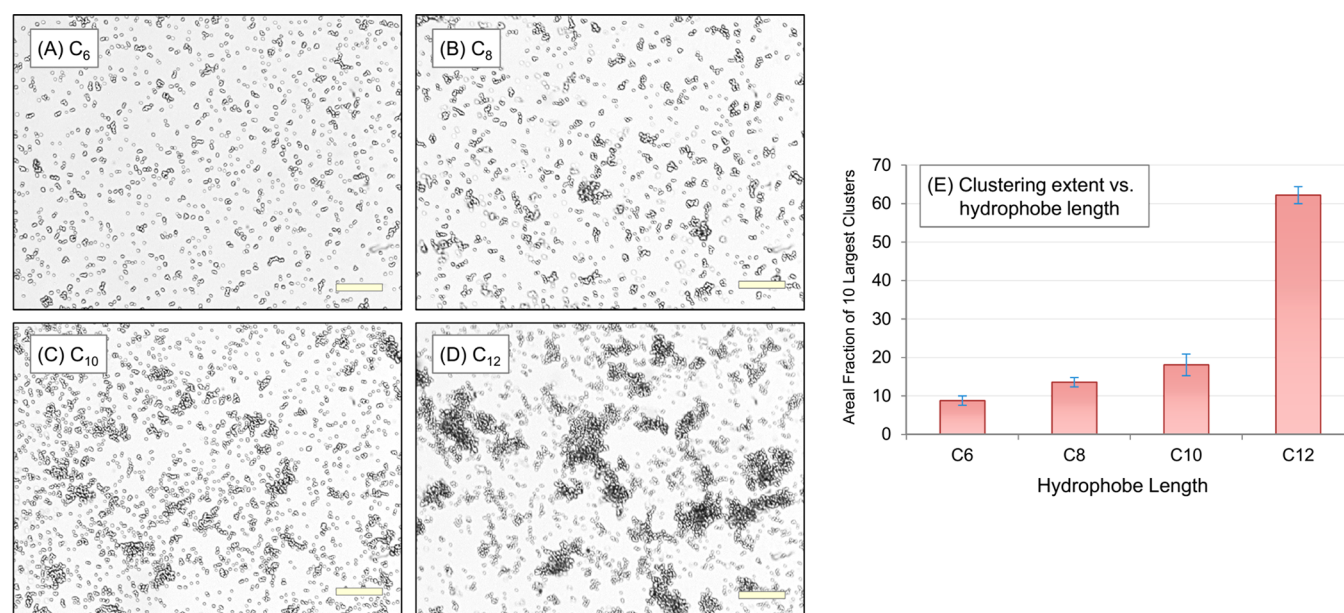 (A) C6
(B) C8
(C) C10
(D) C12
(E) Clustering extent vs.
hydrophobe length
Areal Fraction of 10 Largest Clusters
70
60
50
40
30
20
10
0
C6 C8 C10 C12
Hydrophobe Length